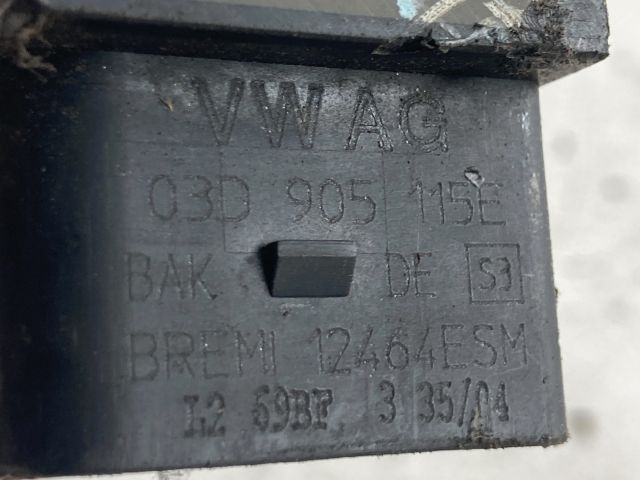 VW AG
03D 905 115E
BAK DE S3
BREMI 12464ESM
L2 69BF 3 35/04